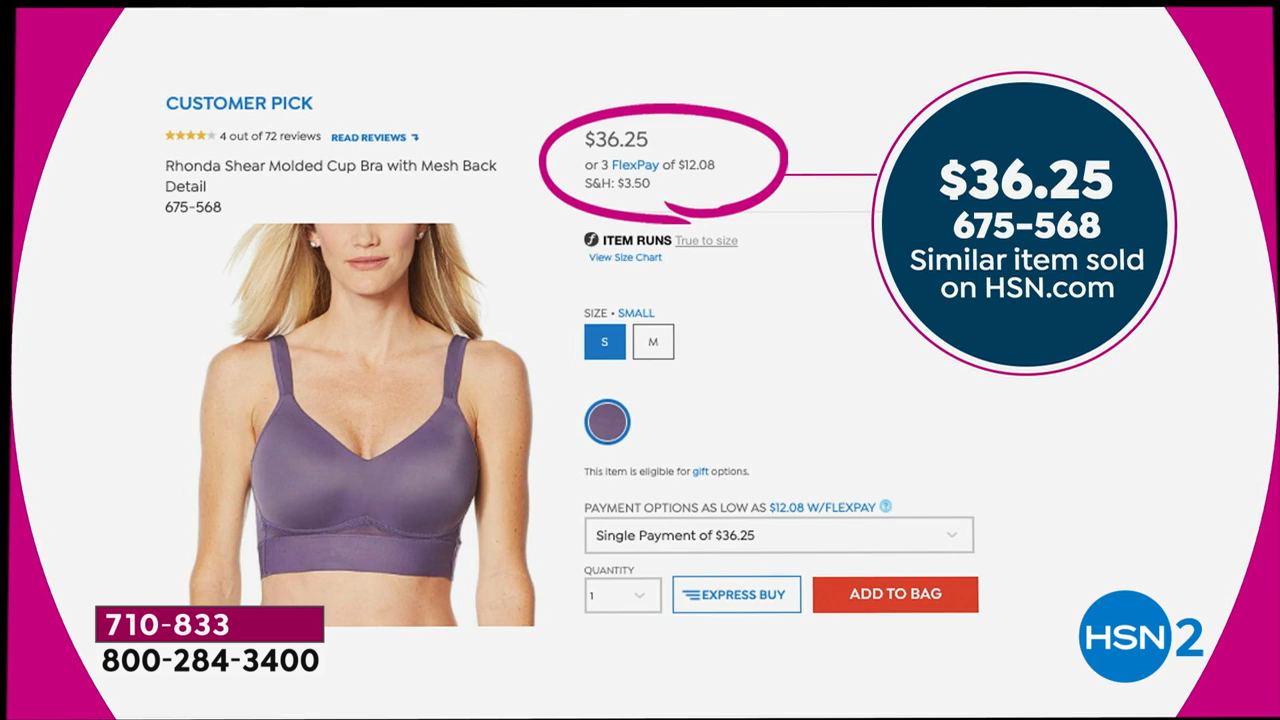 CUSTOMER PICK
4 out of 72 reviews READ REVIEWS
Rhonda Shear Molded Cup Bra with Mesh Back
Detail
675-568
$36.25
or 3 FlexPay of $12.08
S&H: $3.50
$36.25
675-568
Similar item sold
on HSN.com
ITEM RUNS True to size
View Size Chart
SIZE • SMALL
S M
This item is eligible for gift options.
PAYMENT OPTIONS AS LOW AS $12.08 W/FLEXPAY ?
Single Payment of $36.25
QUANTITY
1 EXPRESS BUY ADD TO BAG
710-833
800-284-3400
HSN 2